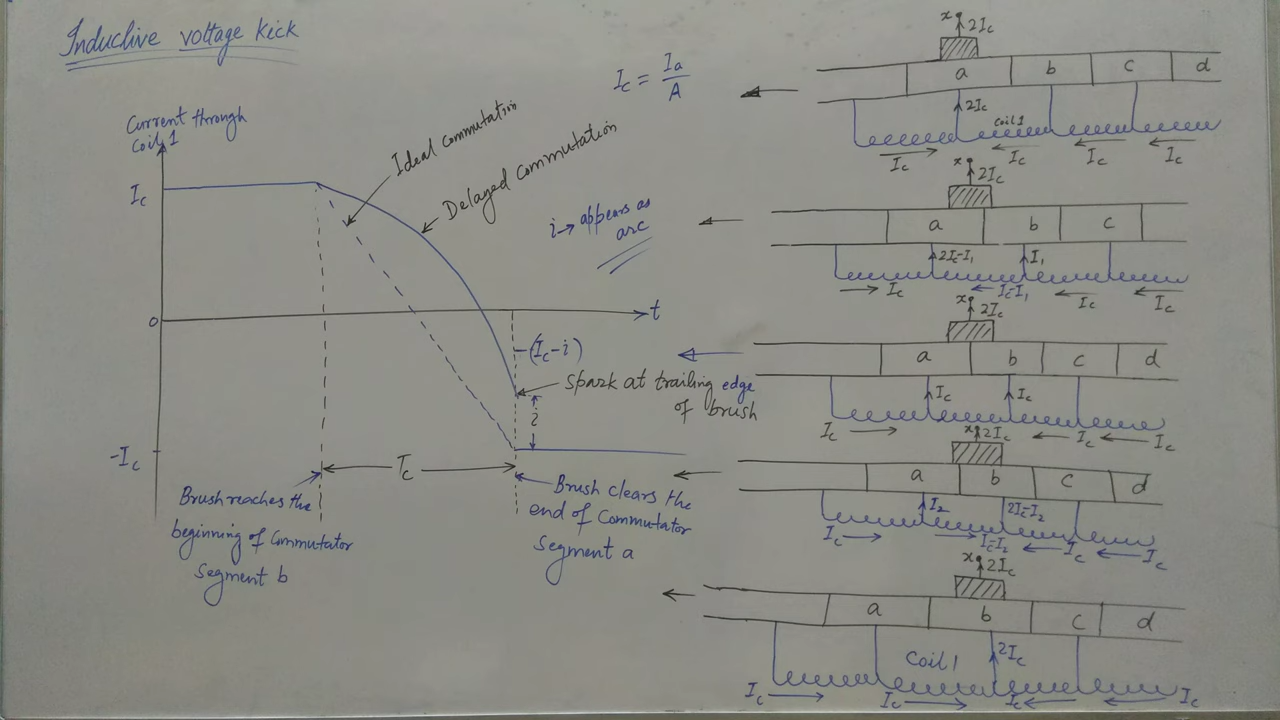 Inductive voltage kick
I_c = I_a / A
Current through
coil 1
I_c
0
-I_c
t
Ideal commutation
Delayed commutation
i → appears as
arc
-(I_c-i)
Spark at trailing edge
of brush
i
T_c
Brush reaches the
beginning of Commutator
Segment b
Brush clears the
end of Commutator
Segment a
x 2I_c
a b c d
2I_c
coil 1
I_c I_c I_c I_c
x 2I_c
a b c
2I_c-I_1 I_1
I_c I_c-I_1 I_c I_c
x 2I_c
a b c d
I_c I_c
I_c I_c I_c
x 2I_c
a b c d
I_2 2I_c-I_2
I_c I_c-I_2 I_c I_c
x 2I_c
a b c d
Coil 1 2I_c
I_c I_c I_c I_c